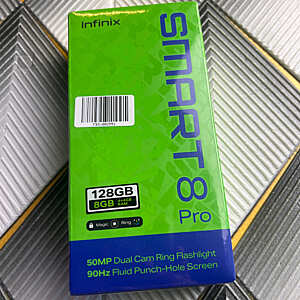 Infinix
SMART 8
Pro
128GB
8GB
Magic Ring
50MP Dual Cam Ring Flashlight
90Hz Fluid Punch-Hole Screen